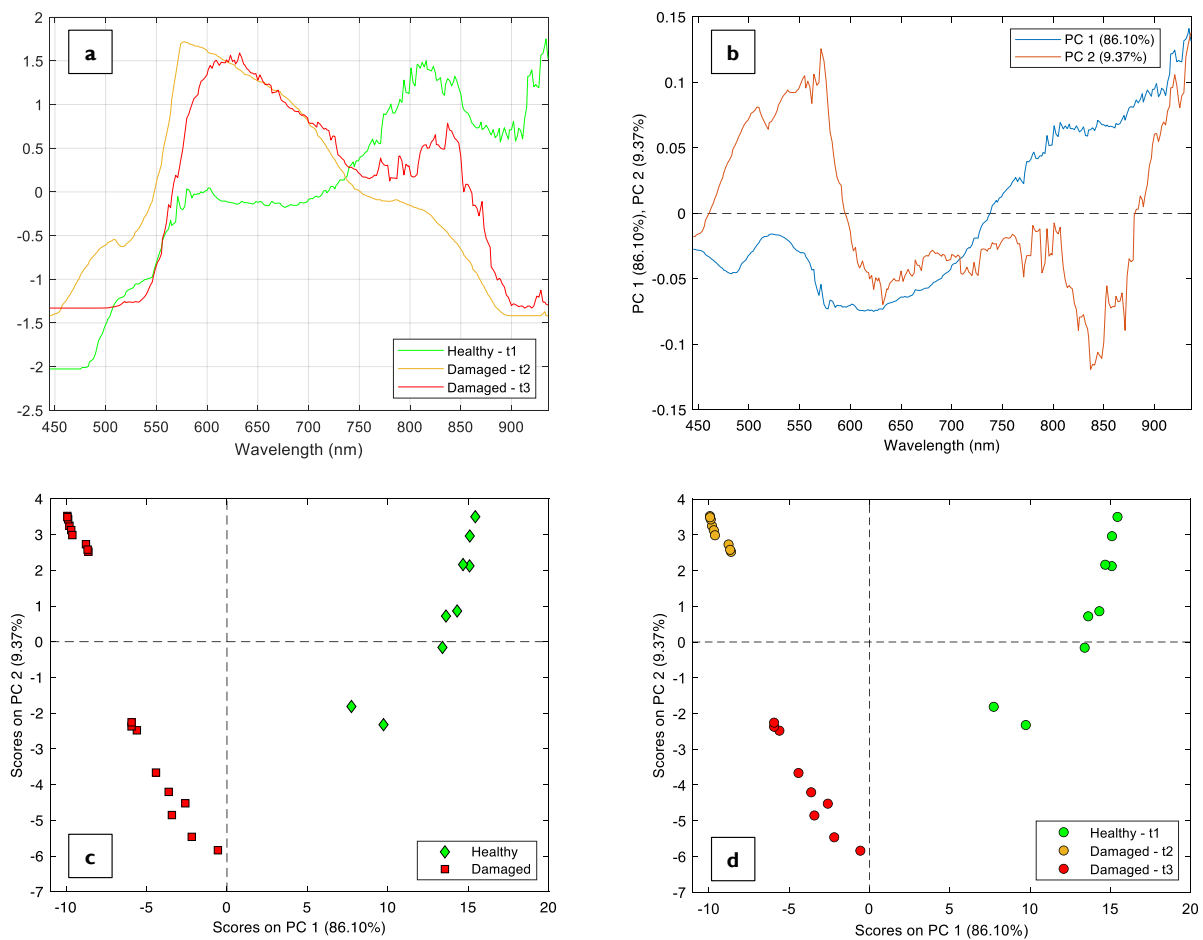 a
2
1.5
1
0.5
0
-0.5
-1
-1.5
-2
-2.5
450 500 550 600 650 700 750 800 850 900
Wavelength (nm)
Healthy - t1
Damaged - t2
Damaged - t3
b
0.15
0.1
0.05
0
-0.05
-0.1
-0.15
PC 1 (86.10%), PC 2 (9.37%)
450 500 550 600 650 700 750 800 850 900
Wavelength (nm)
PC 1 (86.10%)
PC 2 (9.37%)
c
4
3
2
1
0
-1
-2
-3
-4
-5
-6
-7
Scores on PC 2 (9.37%)
-10 -5 0 5 10 15 20
Scores on PC 1 (86.10%)
Healthy
Damaged
d
4
3
2
1
0
-1
-2
-3
-4
-5
-6
-7
Scores on PC 2 (9.37%)
-10 -5 0 5 10 15 20
Scores on PC 1 (86.10%)
Healthy - t1
Damaged - t2
Damaged - t3